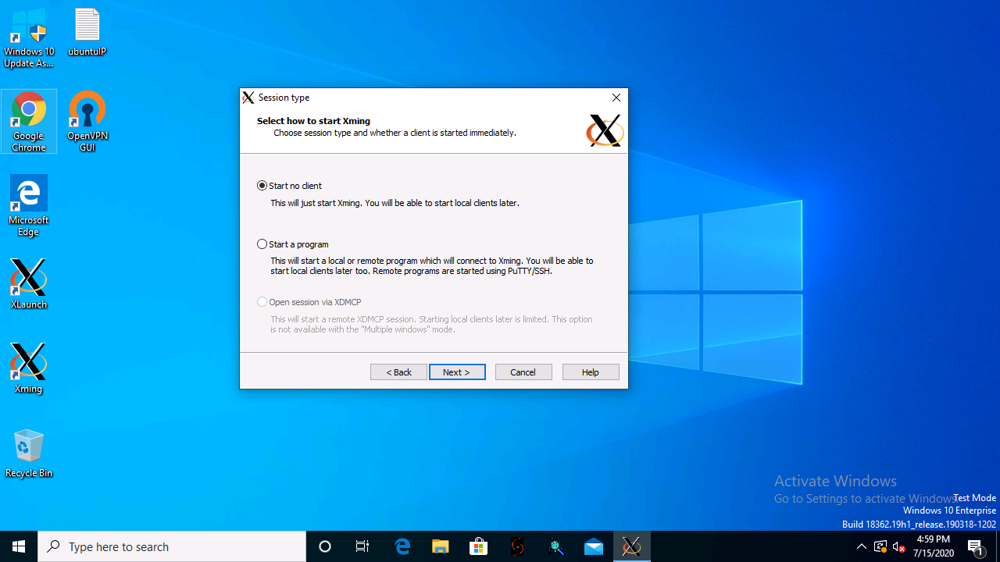 Windows 10
Update As...
ubuntuIP
Google
Chrome
OpenVPN
GUI
Microsoft
Edge
XLaunch
Xming
Recycle Bin
Session type
Select how to start Xming
Choose session type and whether a client is started immediately.
Start no client
This will just start Xming. You will be able to start local clients later.
Start a program
This will start a local or remote program which will connect to Xming. You will be able to
start local clients later too. Remote programs are started using PuTTY/SSH.
Open session via XDMCP
This will start a remote XDMCP session. Starting local clients later is limited. This option
is not available with the "Multiple windows" mode.
< Back
Next >
Cancel
Help
Activate Windows
Go to Settings to activate Windows.
Test Mode
Windows 10 Enterprise
Build 18362.19h1_release.190318-1202
Type here to search
4:59 PM
7/15/2020
1